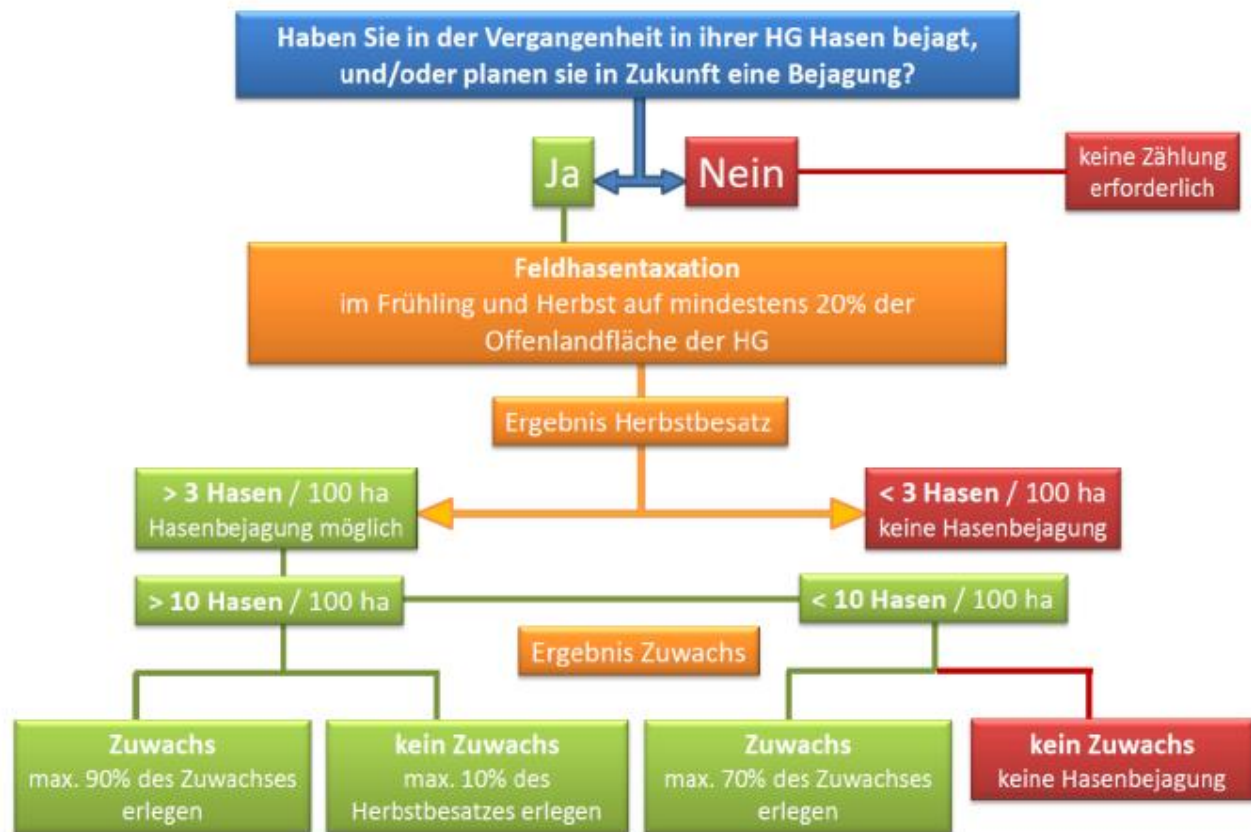 Haben Sie in der Vergangenheit in ihrer HG Hasen bejagt,
und/oder planen sie in Zukunft eine Bejagung?
Ja
Nein
keine Zählung
erforderlich
Feldhasentaxation
im Frühling und Herbst auf mindestens 20% der
Offenlandfläche der HG
Ergebnis Herbstbesatz
> 3 Hasen / 100 ha
Hasenbejagung möglich
< 3 Hasen / 100 ha
keine Hasenbejagung
> 10 Hasen / 100 ha
< 10 Hasen / 100 ha
Ergebnis Zuwachs
Zuwachs
max. 90% des Zuwachses
erlegen
kein Zuwachs
max. 10% des
Herbstbesatzes erlegen
Zuwachs
max. 70% des Zuwachses
erlegen
kein Zuwachs
keine Hasenbejagung